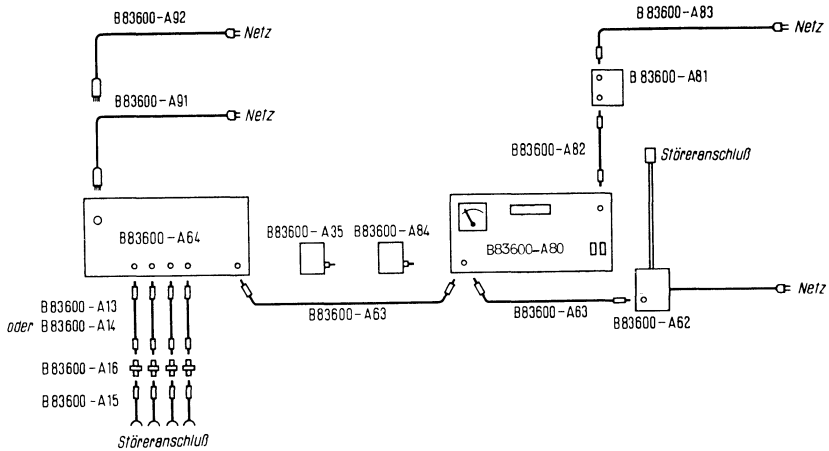 B83600-A92
Netz
B83600-A83
Netz
B83600-A81
B83600-A91
Netz
B83600-A82
Störeranschluß
B83600-A64
B83600-A35
B83600-A84
B83600-A80
Netz
B83600-A13
oder B83600-A14
B83600-A63
B83600-A63
B83600-A62
B83600-A16
B83600-A15
Störeranschluß